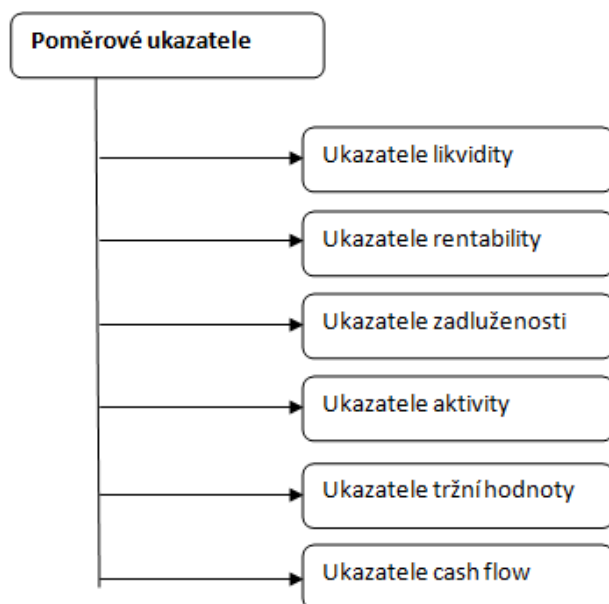 Poměrové ukazatele
Ukazatele likvidity
Ukazatele rentability
Ukazatele zadluženosti
Ukazatele aktivity
Ukazatele tržní hodnoty
Ukazatele cash flow